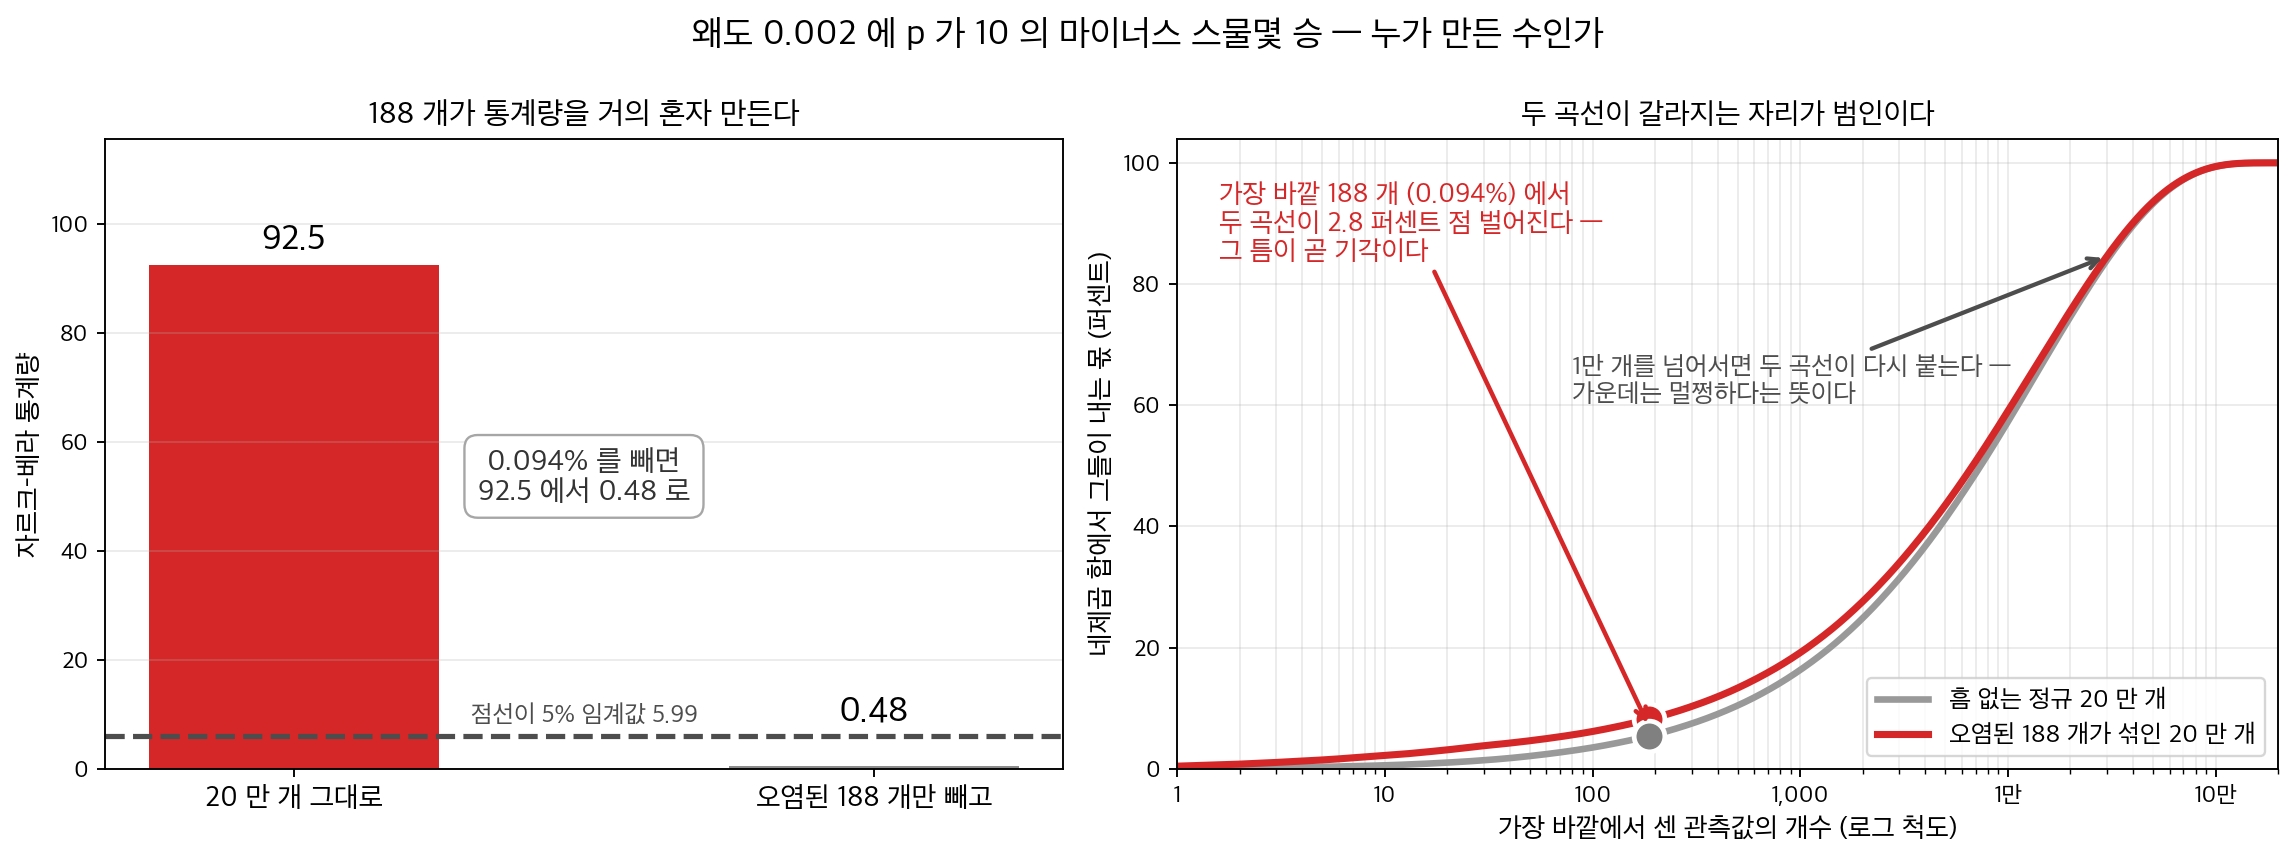 왜도 0.002 에 p 가 10 의 마이너스 스물몇 승 — 누가 만든 수인가
188 개가 통계량을 거의 혼자 만든다
자르크-베라 통계량
100
80
60
40
20
0
92.5
0.094% 를 빼면
92.5 에서 0.48 로
점선이 5% 임계값 5.99
0.48
20 만 개 그대로
오염된 188 개만 빼고
두 곡선이 갈라지는 자리가 범인이다
네제곱 합에서 그들이 내는 몫 (퍼센트)
100
80
60
40
20
0
가장 바깥 188 개 (0.094%) 에서
두 곡선이 2.8 퍼센트 점 벌어진다 —
그 틈이 곧 기각이다
1만 개를 넘어서면 두 곡선이 다시 붙는다 —
가운데는 멀쩡하다는 뜻이다
흠 없는 정규 20 만 개
오염된 188 개가 섞인 20 만 개
1
10
100
1,000
1만
10만
가장 바깥에서 센 관측값의 개수 (로그 척도)